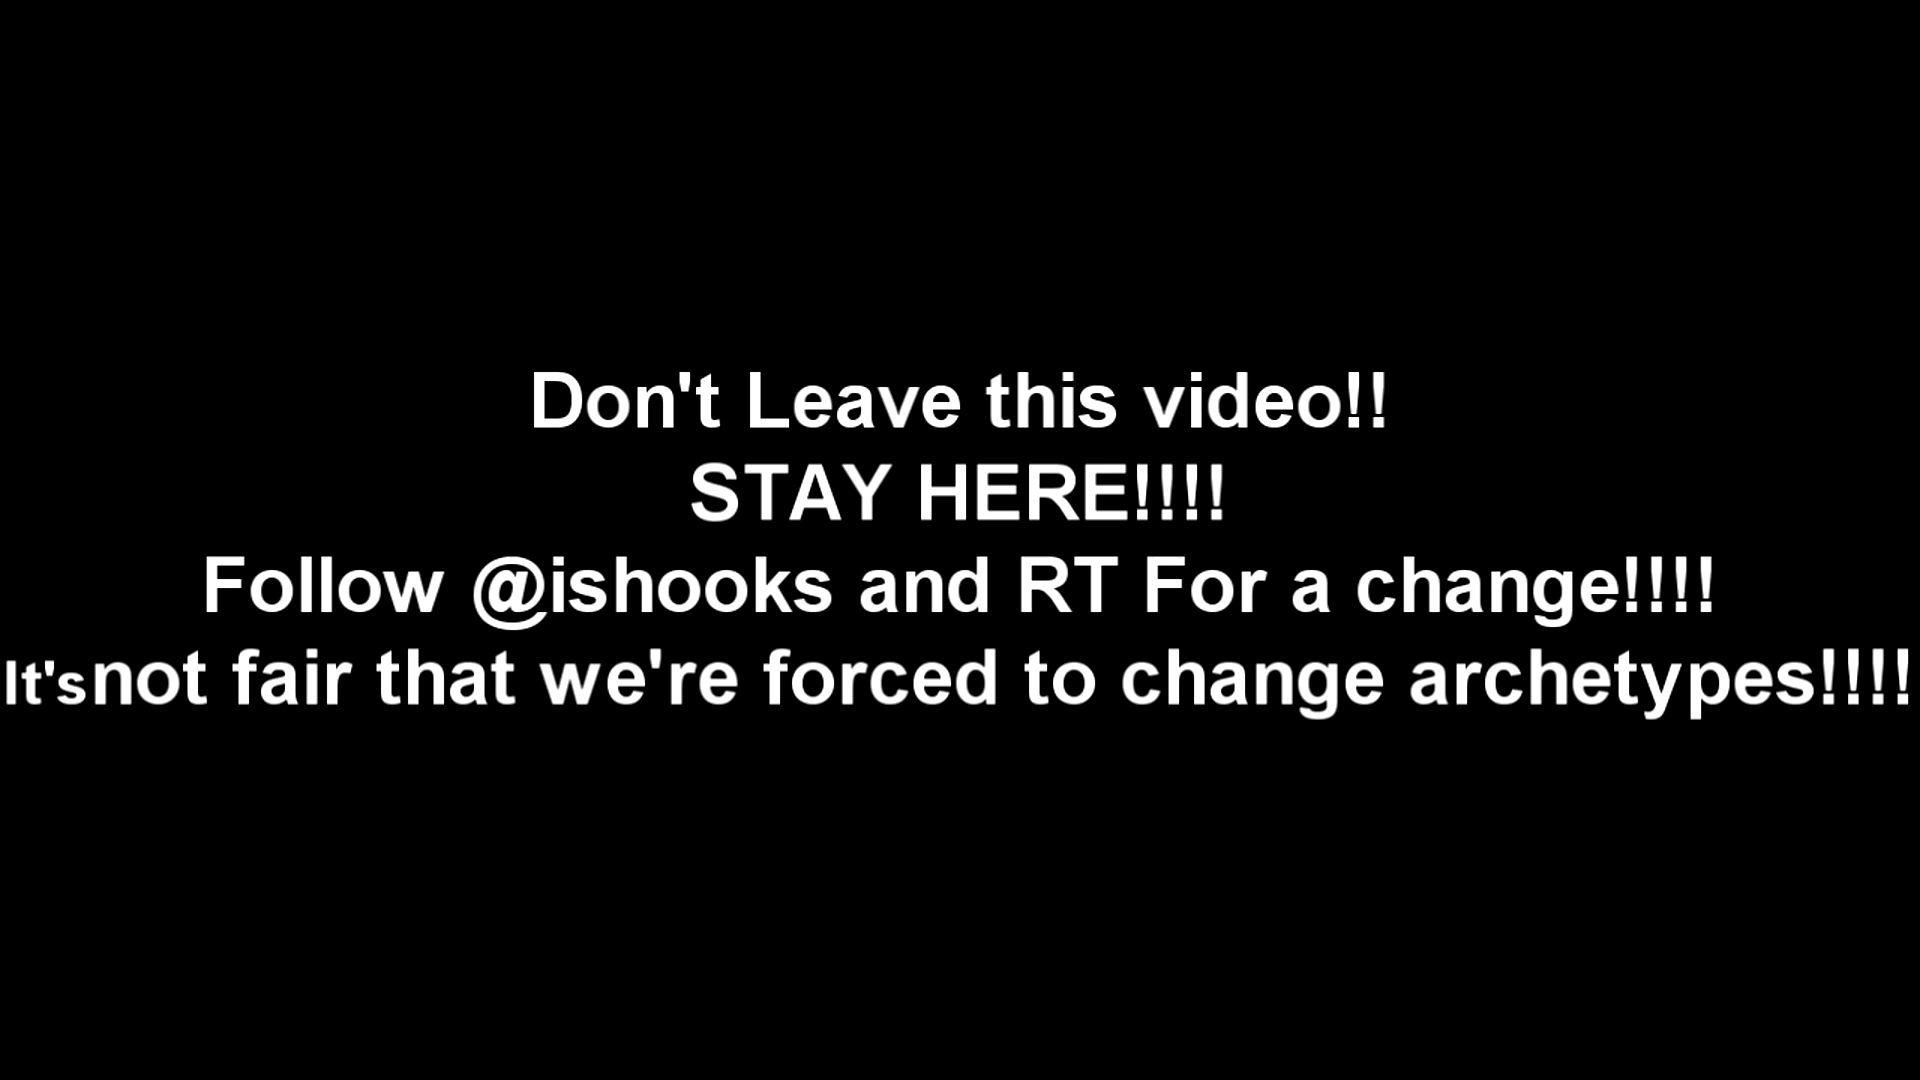 Don't Leave this video!!
STAY HERE!!!!
Follow @ishooks and RT For a change!!!!
It's not fair that we're forced to change archetypes!!!!